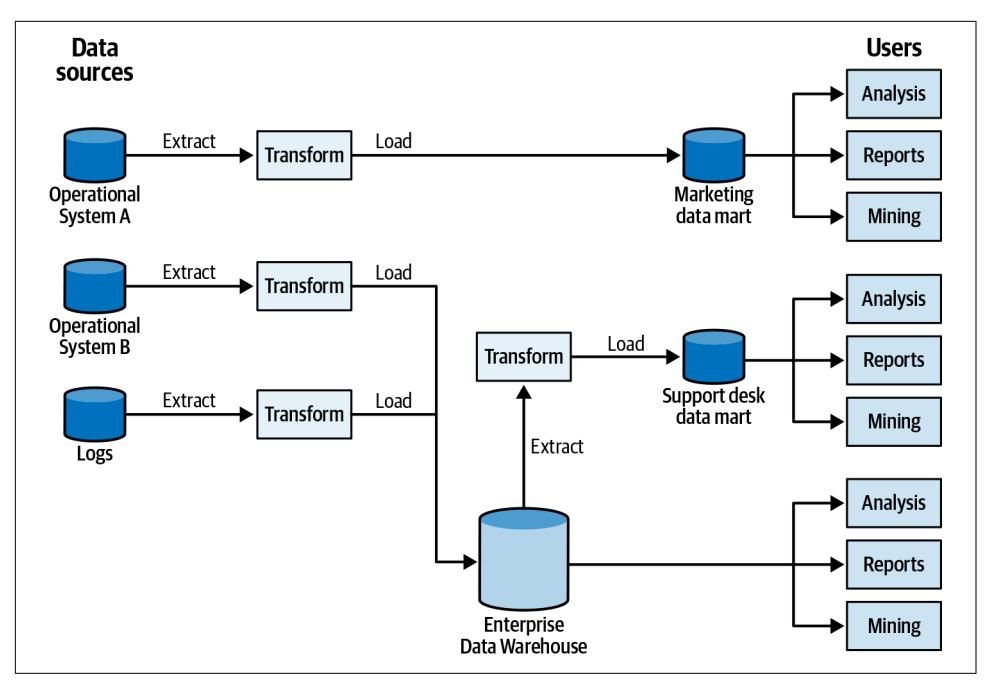 Data
sources
Users
Analysis
Extract
Load
Transform
Reports
Operational
System A
Marketing
data mart
Mining
Extract
Load
Transform
Operational
System B
Analysis
Transform
Load
Reports
Support desk
data mart
Extract
Load
Transform
Mining
Logs
Extract
Analysis
Reports
Enterprise
Data Warehouse
Mining